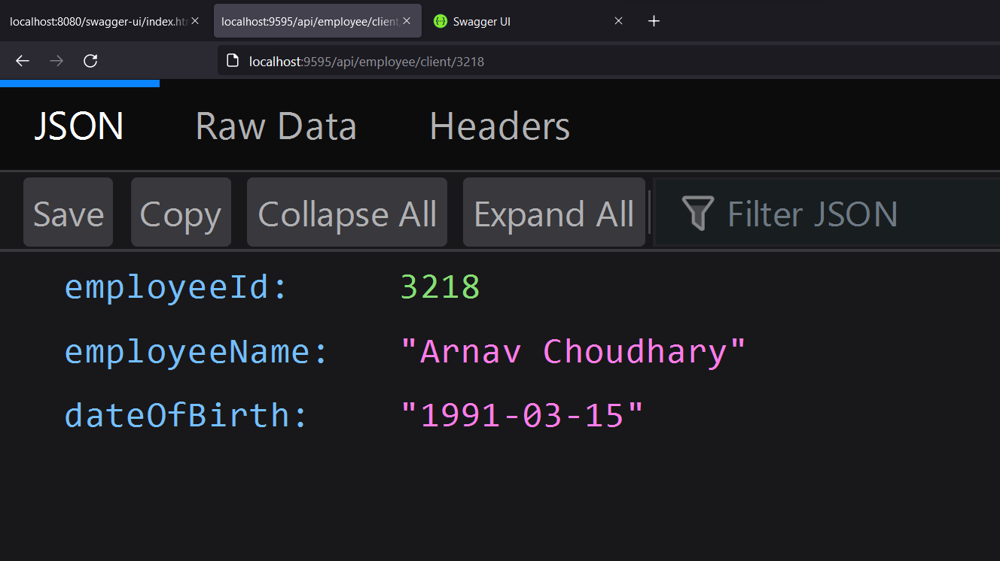 localhost:8080/swagger-ui/index.ht
localhost:9595/api/employee/client
Swagger UI
localhost:9595/api/employee/client/3218
JSON Raw Data Headers
Save Copy Collapse All Expand All Filter JSON
employeeId: 3218
employeeName: "Arnav Choudhary"
dateOfBirth: "1991-03-15"